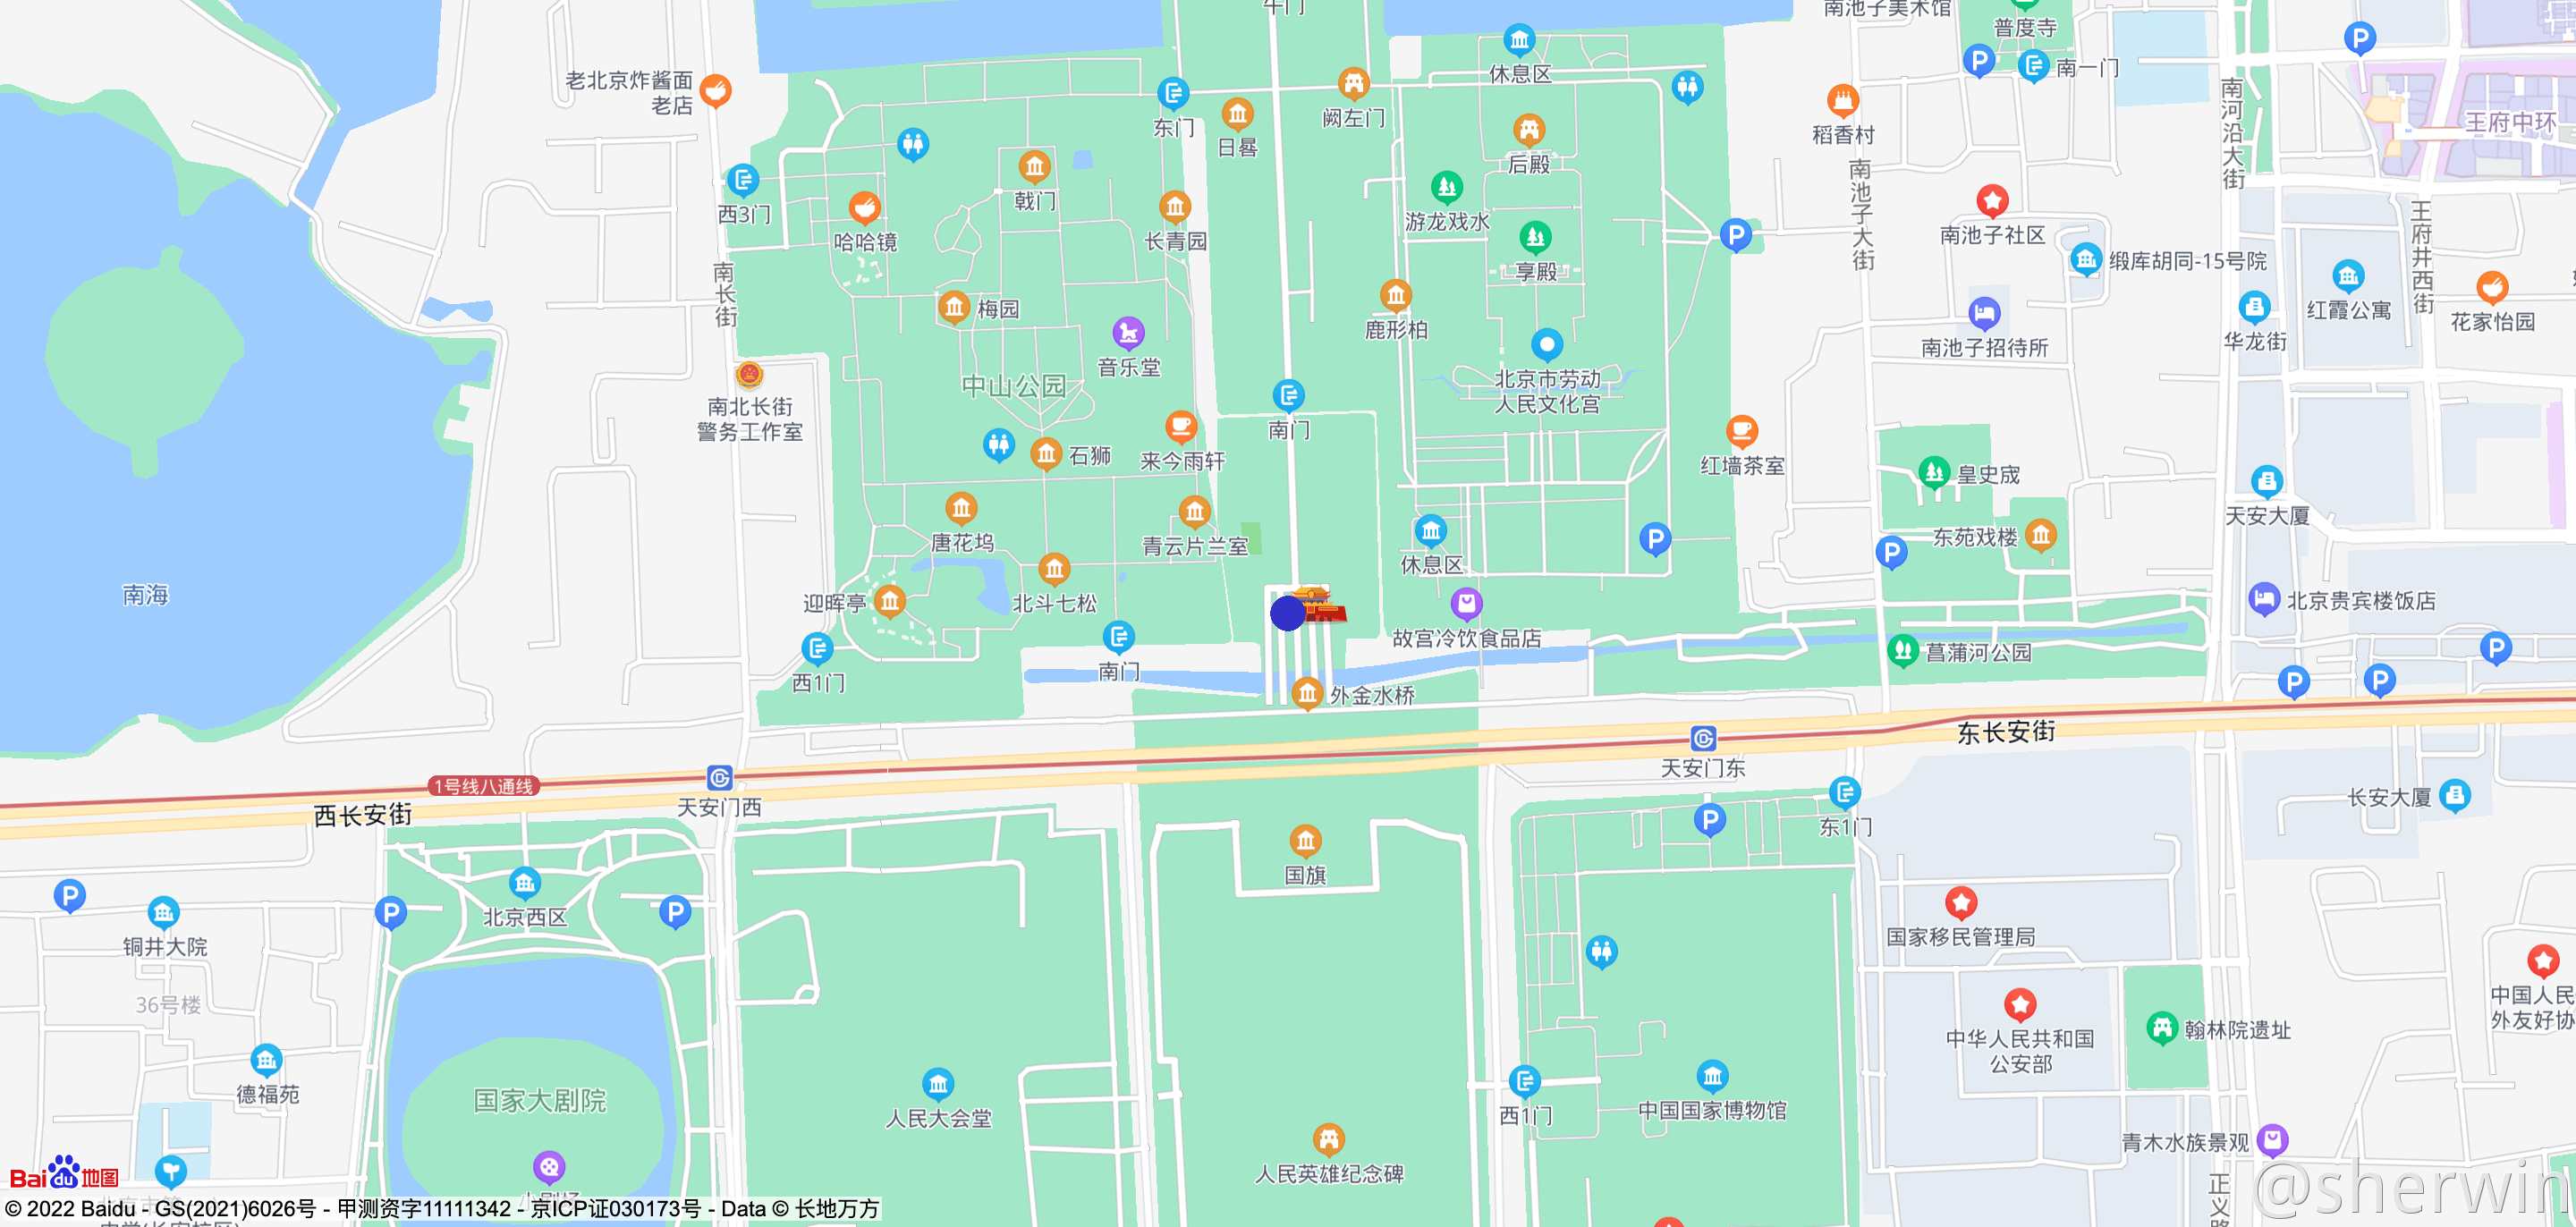 午门
南池子美术馆
普度寺
休息区
南一门
老北京炸酱面
老店
东门
日晷
阙左门
后殿
稻香村
南河沿大街
王府中环
西3门
戟门
哈哈镜
长青园
游龙戏水
享殿
南池子大街
南池子社区
缎库胡同-15号院
王府井西街
红霞公寓
花家怡园
华龙街
南池子招待所
南长街
梅园
音乐堂
鹿形柏
中山公园
北京市劳动
人民文化宫
南北长街
警务工作室
南门
石狮
来今雨轩
红墙茶室
皇史宬
天安大厦
唐花坞
青云片兰室
休息区
东苑戏楼
南海
迎晖亭
北斗七松
故宫冷饮食品店
北京贵宾楼饭店
西1门
南门
外金水桥
菖蒲河公园
东长安街
天安门东
1号线八通线
西长安街
天安门西
东1门
长安大厦
国旗
北京西区
铜井大院
国家移民管理局
36号楼
中国人民
外友好协
中华人民共和国
公安部
翰林院遗址
德福苑
国家大剧院
人民大会堂
西1门
中国国家博物馆
青木水族景观
人民英雄纪念碑
正义路
Bai du 地图
© 2022 Baidu - GS(2021)6026号 - 甲测资字11111342 - 京ICP证030173号 - Data © 长地万方
@sherwin